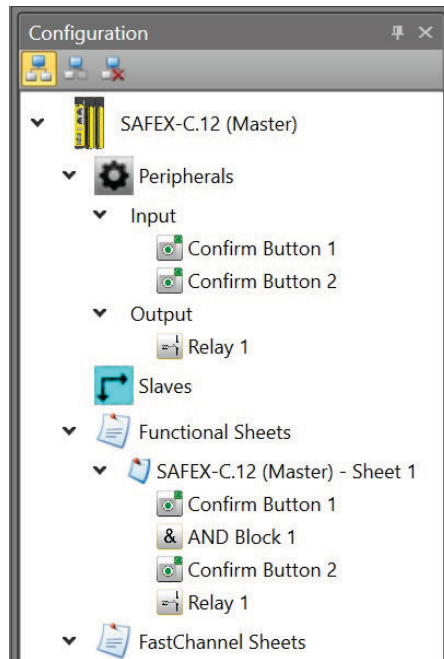 Configuration
SAFEX-C.12 (Master)
Peripherals
Input
Confirm Button 1
Confirm Button 2
Output
Relay 1
Slaves
Functional Sheets
SAFEX-C.12 (Master) - Sheet 1
Confirm Button 1
& AND Block 1
Confirm Button 2
Relay 1
FastChannel Sheets